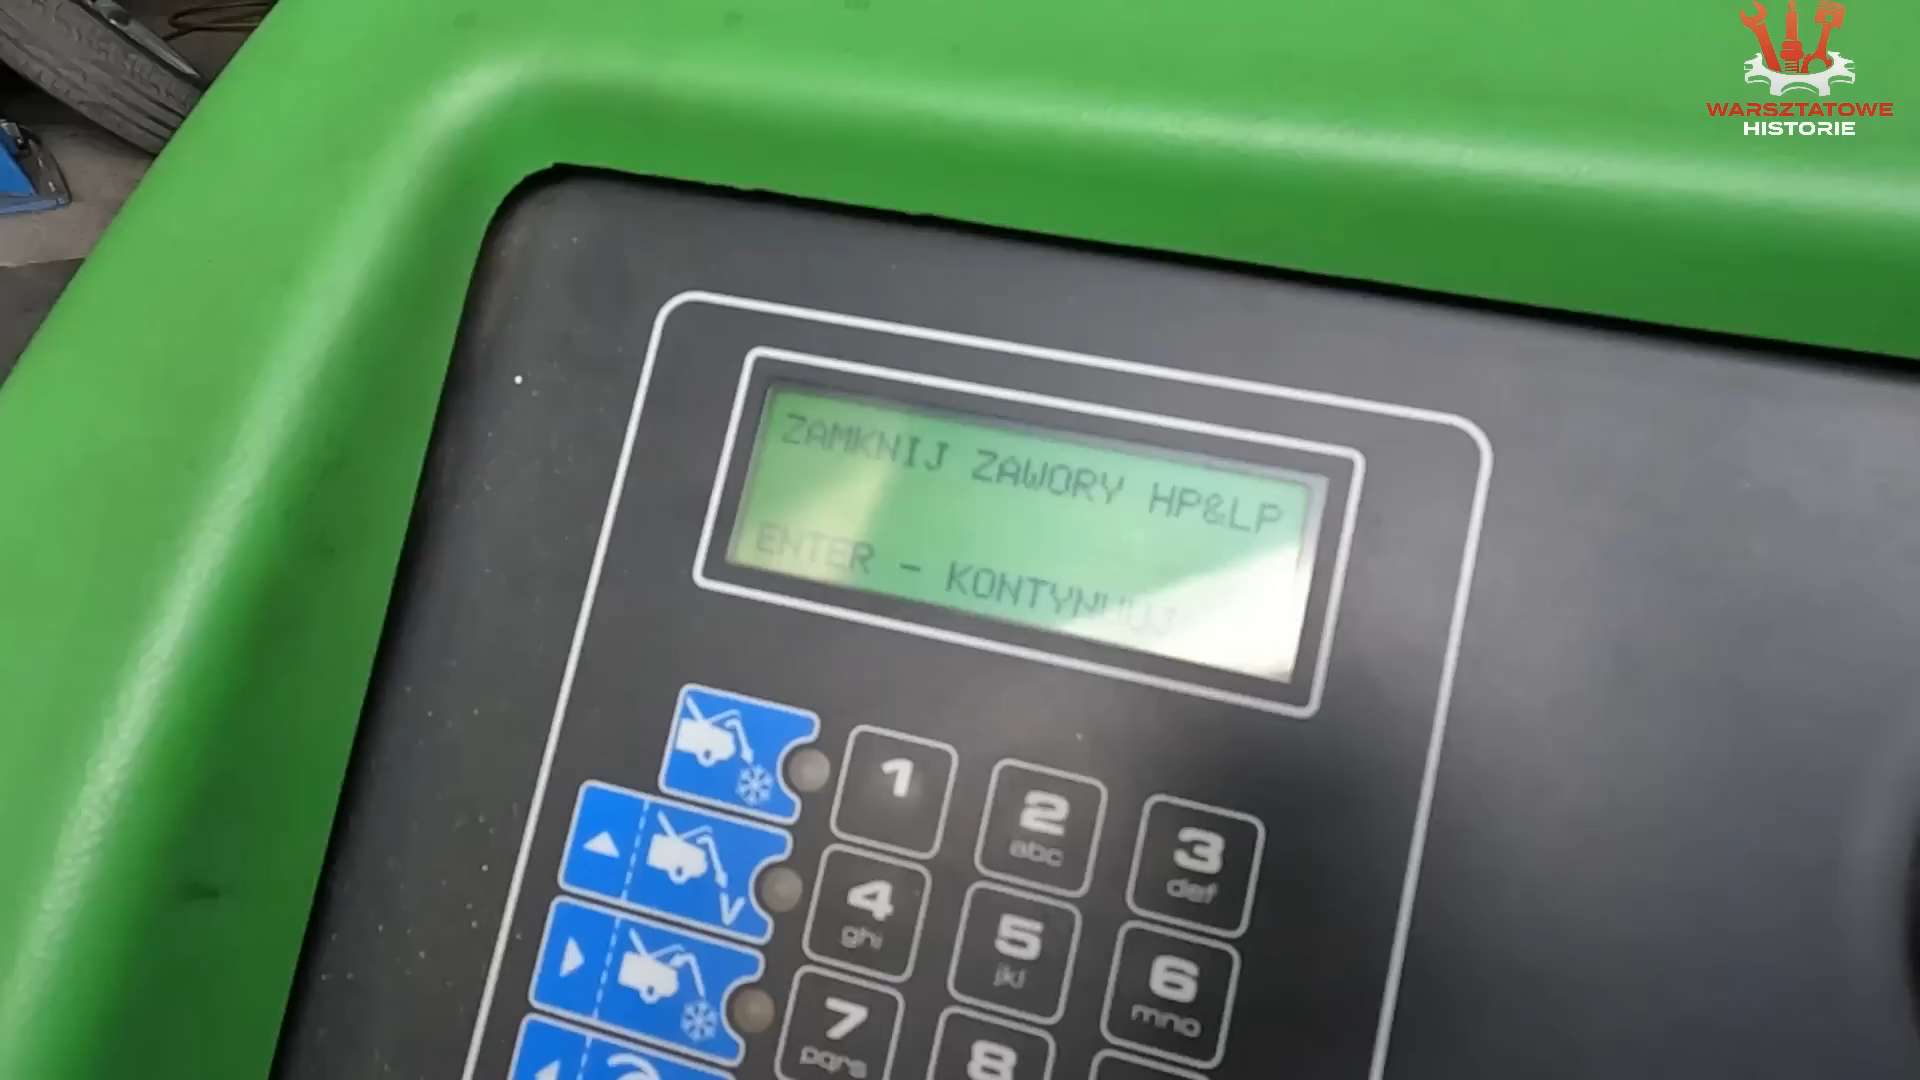 WARSZTATOWE
HISTORIE
ZAMKNIJ ZAWORY HP&LP
ENTER - KONTYNUUJ
1
2
abc
3
def
4
ghi
5
jkl
6
mno
7
pqrs
8